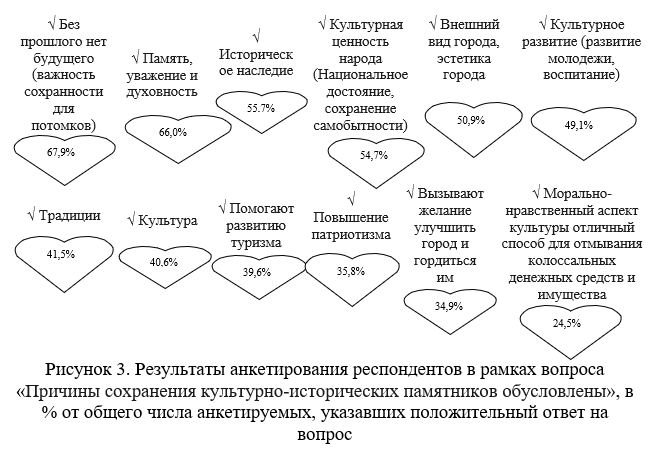 √ Без
прошлого нет
будущего
(важность
сохранности
для
потомков)
67,9%
√ Память,
уважение и
духовность
66,0%
√
Историческ
ое наследие
55.7%
√ Культурная
ценность
народа
(Национальное
достояние,
сохранение
самобытности)
54,7%
√ Внешний
вид города,
эстетика
города
50,9%
√ Культурное
развитие (развитие
молодежи,
воспитание)
49,1%
√ Традиции
41,5%
√ Культура
40,6%
√ Помогают
развитию
туризма
39,6%
√
Повышение
патриотизма
35,8%
√ Вызывают
желание
улучшить
город и
гордиться
им
34,9%
√ Морально-
нравственный аспект
культуры отличный
способ для отмывания
колоссальных
денежных средств и
имущества
24,5%
Рисунок 3. Результаты анкетирования респондентов в рамках вопроса
«Причины сохранения культурно-исторических памятников обусловлены», в
% от общего числа анкетируемых, указавших положительный ответ на
вопрос